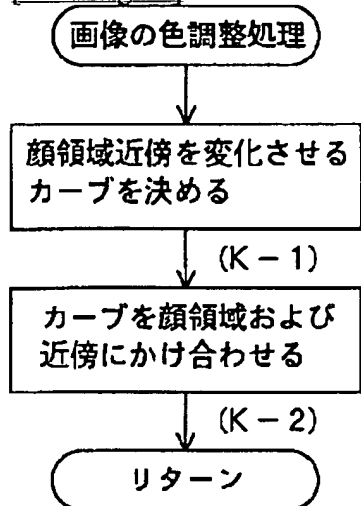 画像の色調整処理
顔領域近傍を変化させる
カーブを決める
(K-1)
カーブを顔領域および
近傍にかけ合わせる
(K-2)
リターン